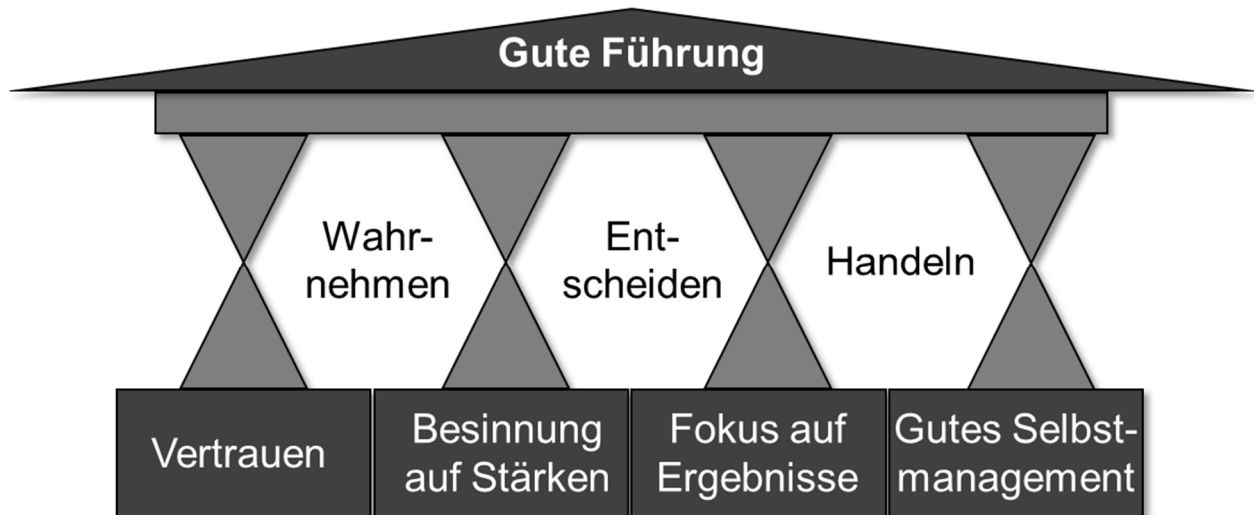 Gute Führung
Wahr-
nehmen
Ent-
scheiden
Handeln
Vertrauen
Besinnung
auf Stärken
Fokus auf
Ergebnisse
Gutes Selbst-
management